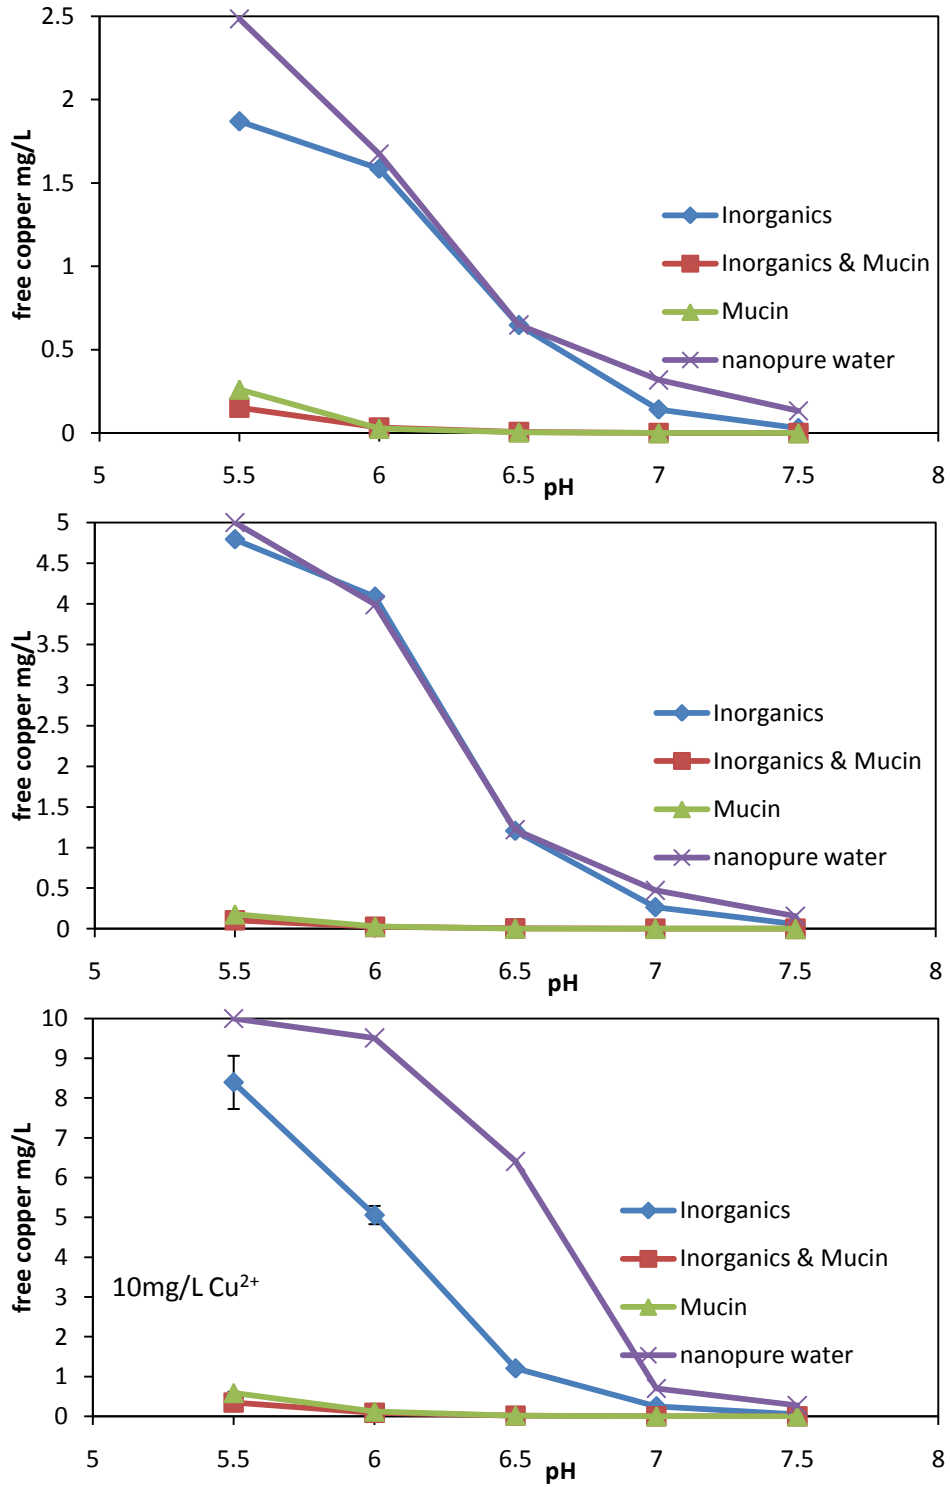 2.5
2
1.5
1
0.5
0
free copper mg/L
Inorganics
Inorganics & Mucin
Mucin
nanopure water
5 5.5 6 6.5 7 7.5 8
pH
5
4.5
4
3.5
3
2.5
2
1.5
1
0.5
0
free copper mg/L
Inorganics
Inorganics & Mucin
Mucin
nanopure water
5 5.5 6 6.5 7 7.5 8
pH
10
9
8
7
6
5
4
3
2
1
0
free copper mg/L
10mg/L Cu²⁺
Inorganics
Inorganics & Mucin
Mucin
nanopure water
5 5.5 6 6.5 7 7.5 8
pH